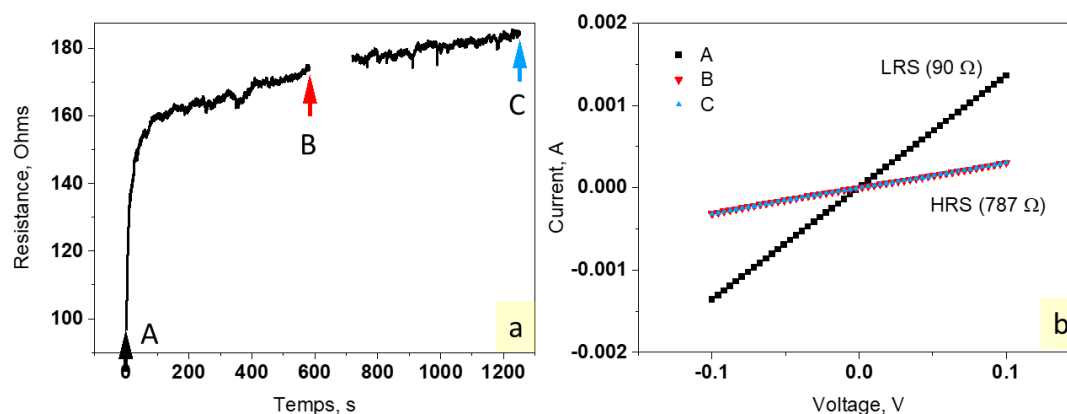 180
160
140
120
100
Resistance, Ohms
A
B
C
a
0
200
400
600
800
1000
1200
Temps, s
0.002
0.001
0.000
-0.001
-0.002
Current, A
A
B
C
LRS (90 Ω)
HRS (787 Ω)
b
-0.1
0.0
0.1
Voltage, V